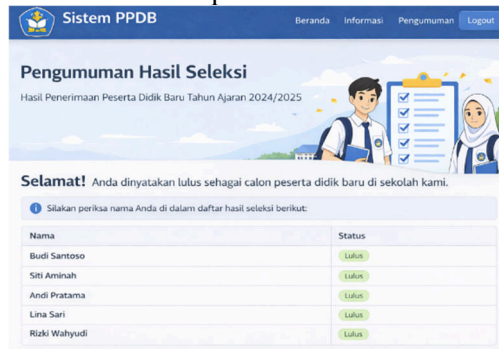 Sistem PPDB
Beranda Informasi Pengumuman Logout
Pengumuman Hasil Seleksi
Hasil Penerimaan Peserta Didik Baru Tahun Ajaran 2024/2025
Selamat! Anda dinyatakan lulus sehagai calon peserta didik baru di sekolah kami.
Silakan periksa nama Anda di dalam daftar hasil seleksi berikut:
Nama Status
Budi Santoso Lulus
Siti Aminah Lulus
Andi Pratama Lulus
Lina Sari Lulus
Rizki Wahyudi Lulus